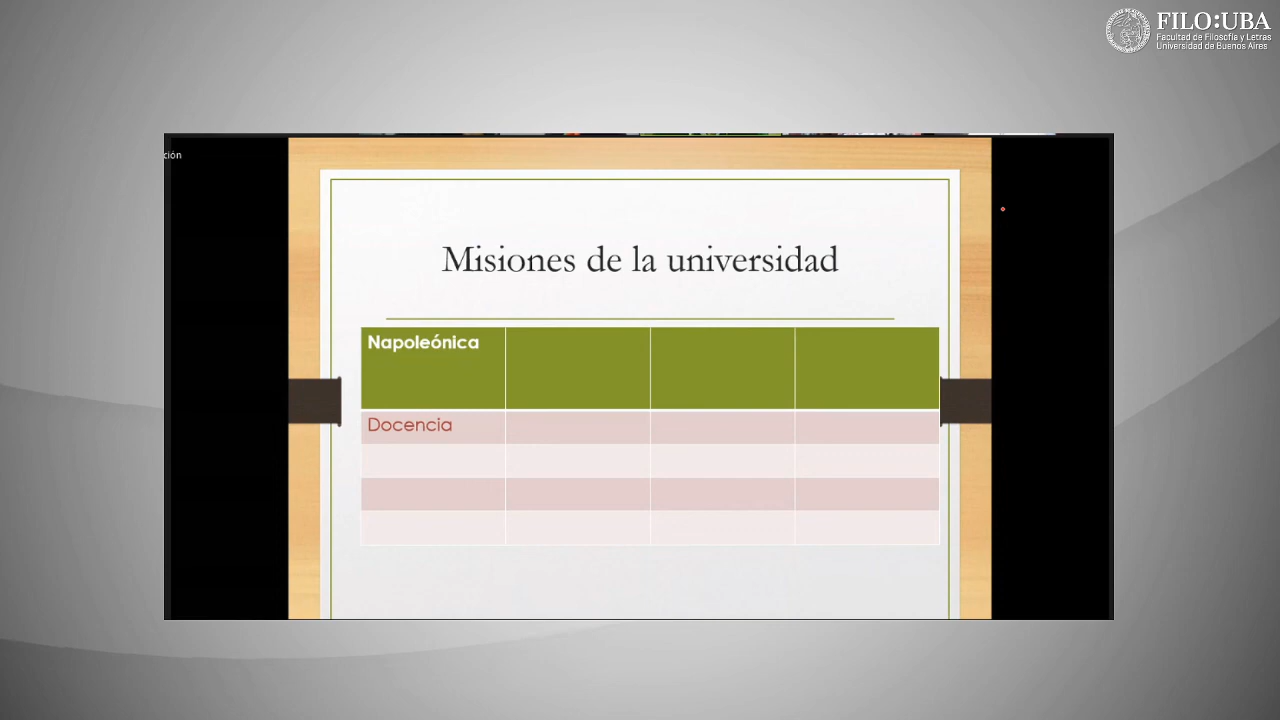 FILO:UBA
Facultad de Filosofía y Letras
Universidad de Buenos Aires
ción
Misiones de la universidad
Napoleónica
Docencia